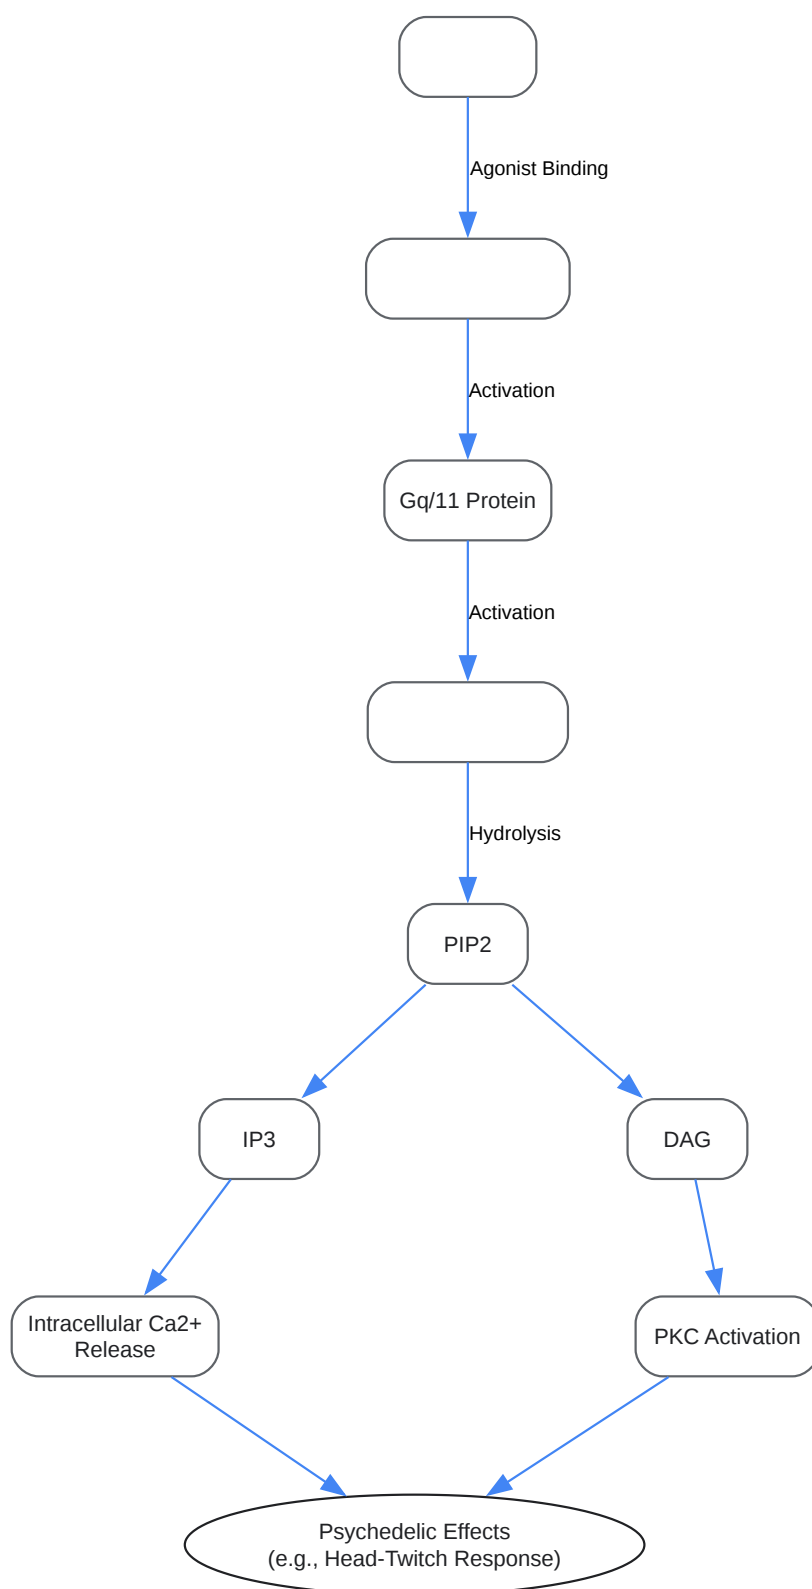 Agonist Binding
Activation
Gq/11 Protein
Activation
Hydrolysis
PIP2
IP3
DAG
Intracellular Ca2+
Release
PKC Activation
Psychedelic Effects
(e.g., Head-Twitch Response)